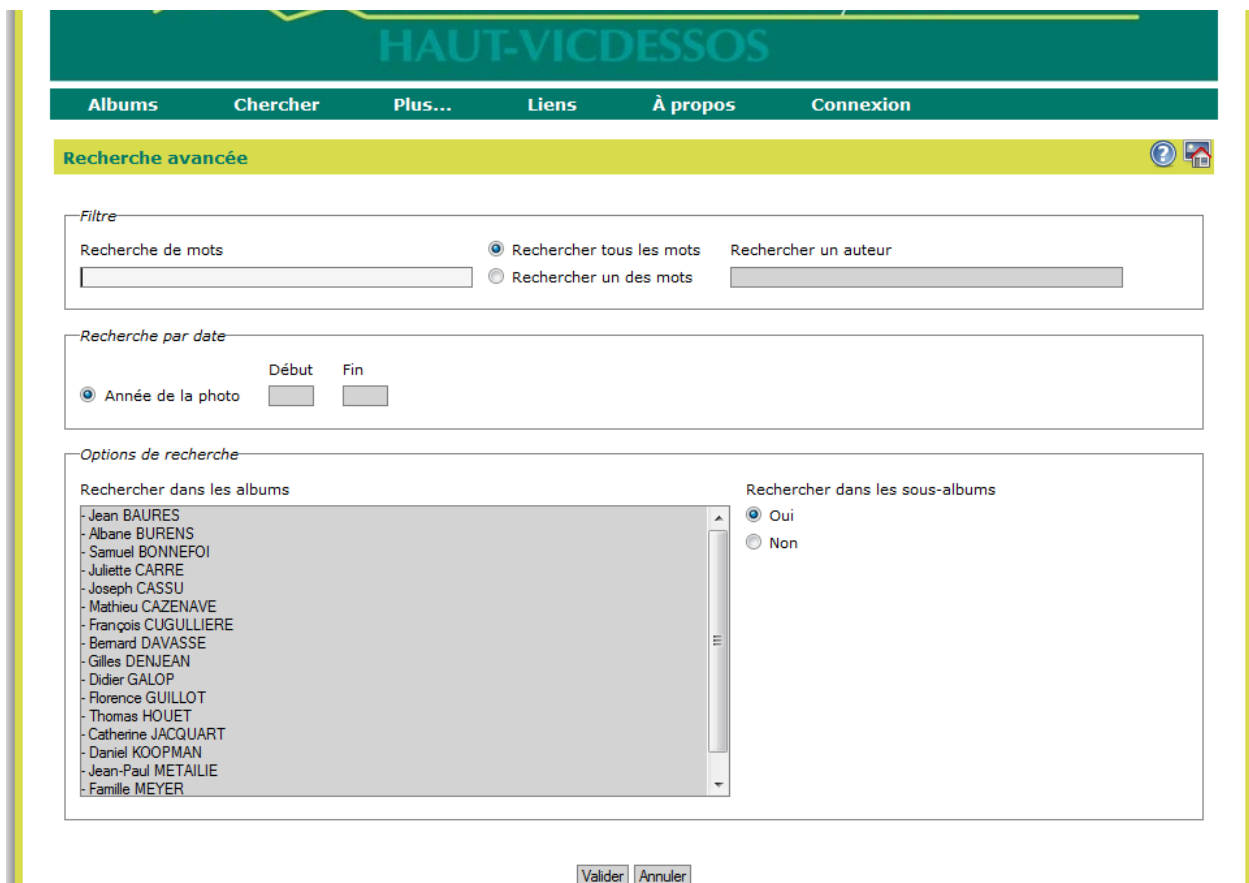 HAUT-VICDESSOS
Albums Chercher Plus... Liens À propos Connexion
Recherche avancée
Filtre
Recherche de mots Rechercher tous les mots Rechercher un auteur
Rechercher un des mots
Recherche par date
Début Fin
Année de la photo
Options de recherche
Rechercher dans les albums Rechercher dans les sous-albums
- Jean BAURES
- Albane BURENS
- Samuel BONNEFOI
- Juliette CARRE
- Joseph CASSU
- Mathieu CAZENAVE
- François CUGULLIERE
- Bernard DAVASSE
- Gilles DENJEAN
- Didier GALOP
- Florence GUILLOT
- Thomas HOUET
- Catherine JACQUART
- Daniel KOOPMAN
- Jean-Paul METAILIE
- Famille MEYER
Oui
Non
Valider Annuler